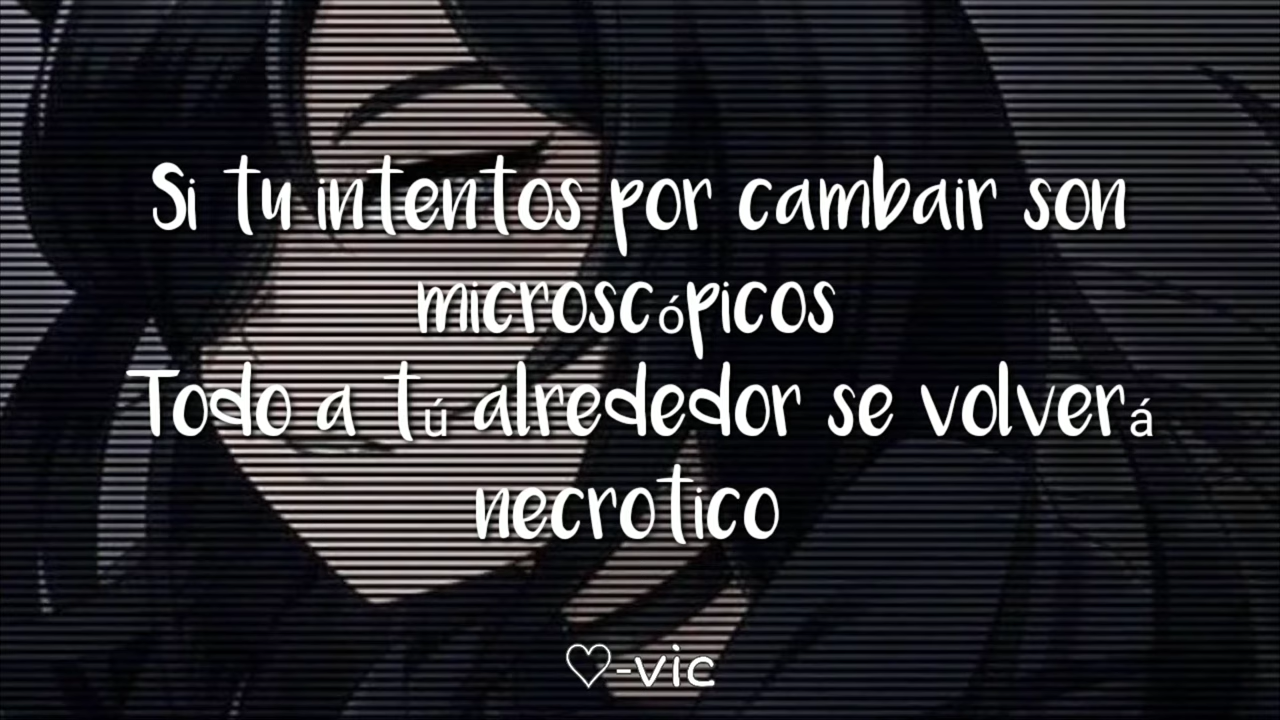 Si tu intentos por cambair son
microscópicos
Todo a tú alrededor se volverá
necrotico
♡-vic